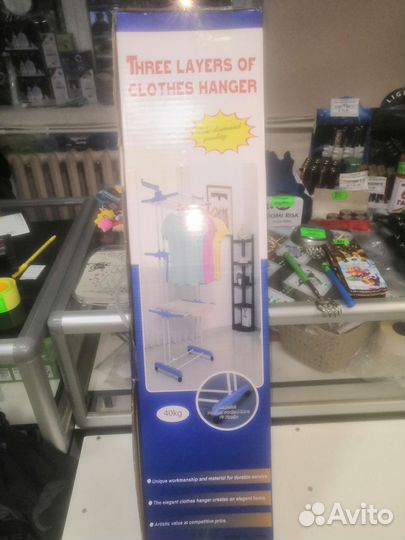 THREE LAYERS OF
CLOTHES HANGER
40kg
Unique workmanship and material for durable service.
The elegant clothes hanger creates an elegant home.
Artistic value at competitive price.
RISK
Avito